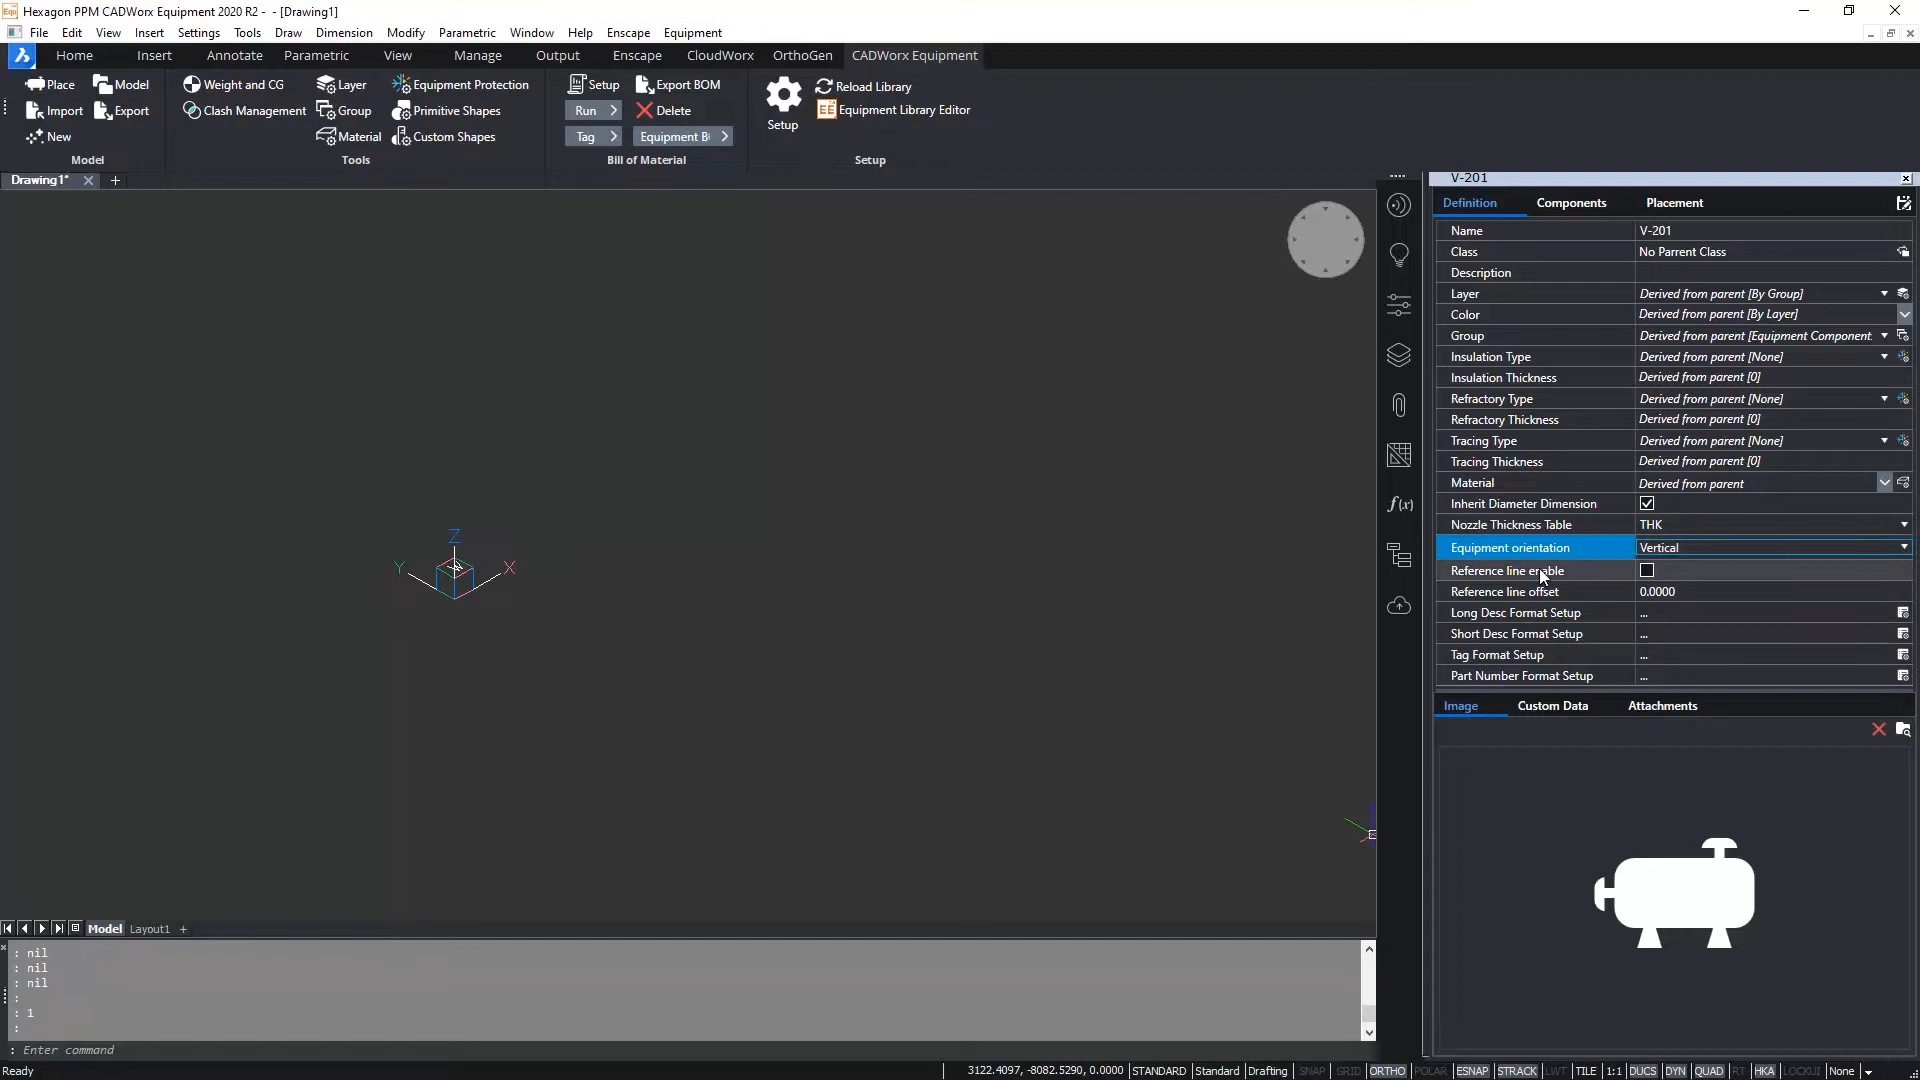 Hexagon PPM CADWorx Equipment 2020 R2 - - [Drawing1]
File Edit View Insert Settings Tools Draw Dimension Modify Parametric Window Help Enscape Equipment
Home Insert Annotate Parametric View Manage Output Enscape CloudWorx OrthoGen CADWorx Equipment
Place Model Weight and CG Layer Equipment Protection Setup Export BOM Setup Reload Library
Import Export Clash Management Group Primitive Shapes Run Delete Equipment Library Editor
New Material Custom Shapes Tag Equipment B
Model Tools Bill of Material Setup
Drawing1*
V-201
Definition Components Placement
Name V-201
Class No Parrent Class
Description
Layer Derived from parent [By Group]
Color Derived from parent [By Layer]
Group Derived from parent [Equipment Component.
Insulation Type Derived from parent [None]
Insulation Thickness Derived from parent [0]
Refractory Type Derived from parent [None]
Refractory Thickness Derived from parent [0]
Tracing Type Derived from parent [None]
Tracing Thickness Derived from parent [0]
Material Derived from parent
Inherit Diameter Dimension
Nozzle Thickness Table THK
Equipment orientation Vertical
Reference line enable
Reference line offset 0.0000
Long Desc Format Setup ...
Short Desc Format Setup ...
Tag Format Setup ...
Part Number Format Setup ...
Image Custom Data Attachments
f(x)
Z
Y X
Model Layout1 +
: nil
: nil
: nil
:
: 1
:
: Enter command
Ready 3122.4097, -8082.5290, 0.0000 STANDARD Standard Drafting SNAP GRID ORTHO POLAR ESNAP STRACK LWT TILE 1:1 DUCS DYN QUAD RT HKA LOCKUI None